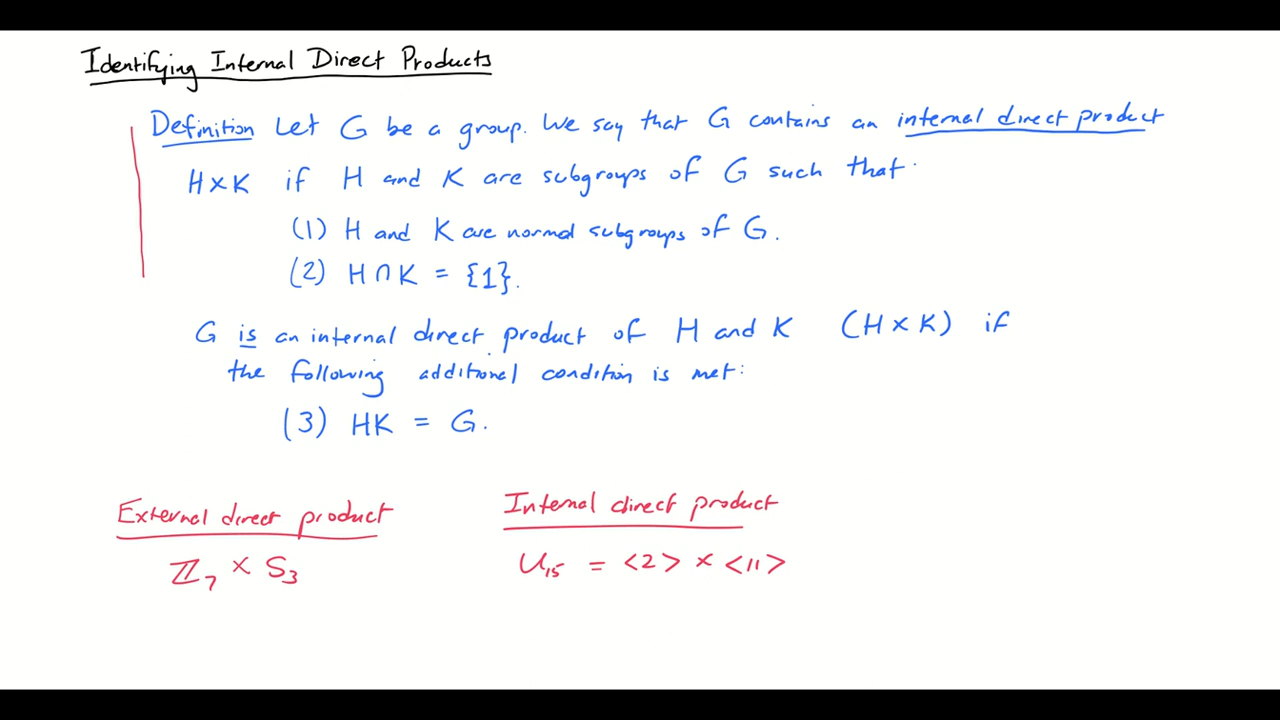 Identifying Internal Direct Products
Definition Let G be a group. We say that G contains an internal direct product
H×K if H and K are subgroups of G such that:
(1) H and K are normal subgroups of G.
(2) H ∩ K = {1}.
G is an internal direct product of H and K (H × K) if
the following additional condition is met:
(3) HK = G.
External direct product
ℤ₇ × S₃
Internal direct product
U₁₅ = <2> × <11>